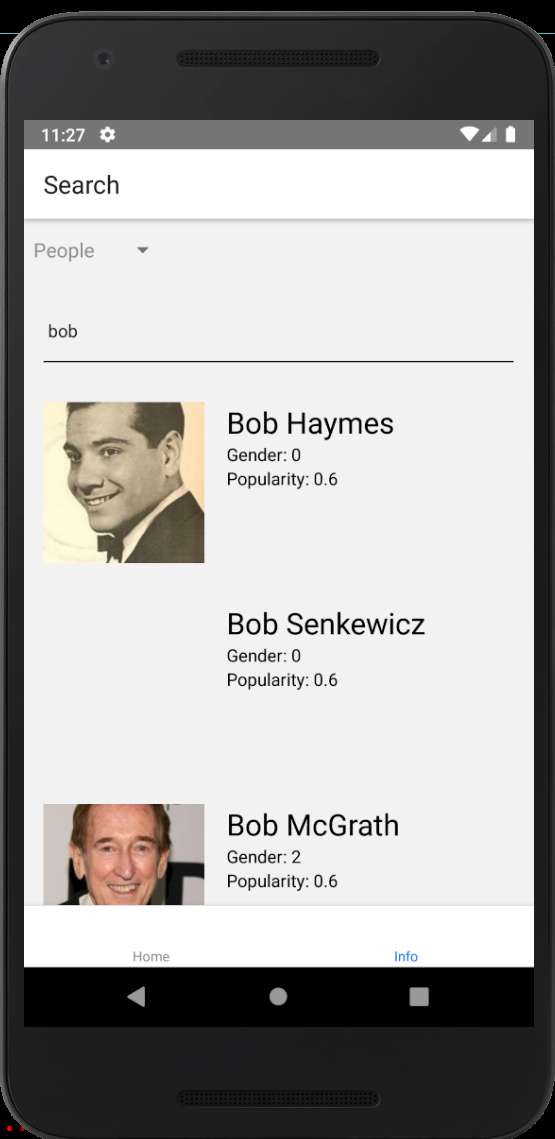 11:27
Search
People
bob
Bob Haymes
Gender: 0
Popularity: 0.6
Bob Senkewicz
Gender: 0
Popularity: 0.6
Bob McGrath
Gender: 2
Popularity: 0.6
Home
Info